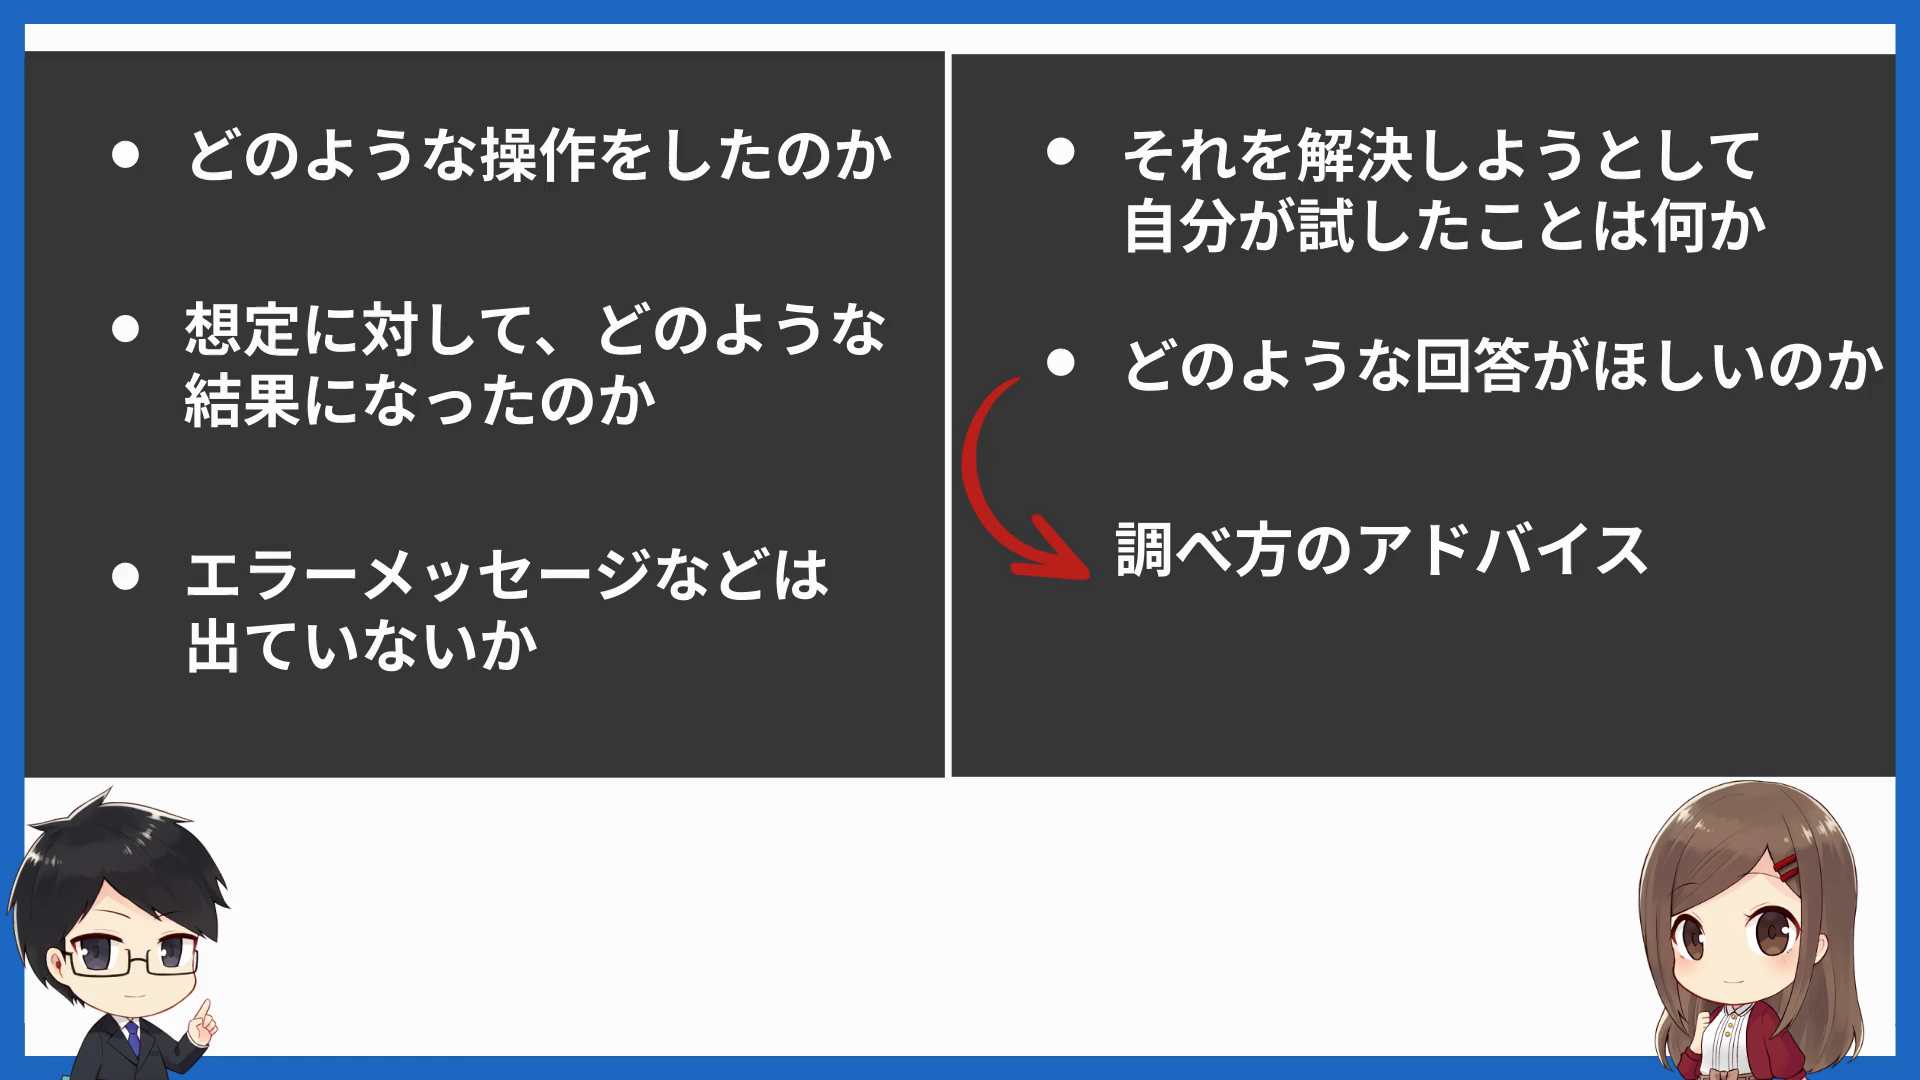 ● どのような操作をしたのか
● 想定に対して、どのような
結果になったのか
● エラーメッセージなどは
出ていないか
● それを解決しようとして
自分が試したことは何か
● どのような回答がほしいのか
調べ方のアドバイス